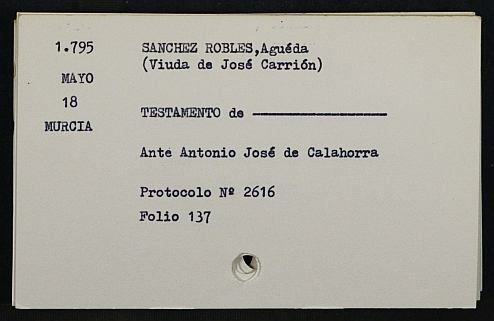 1.795 SANCHEZ ROBLES,Aguéda
(Viuda de José Carrión)
MAYO
18
TESTAMENTO de ----------------
MURCIA
Ante Antonio José de Calahorra
Protocolo Nº 2616
Folio 137